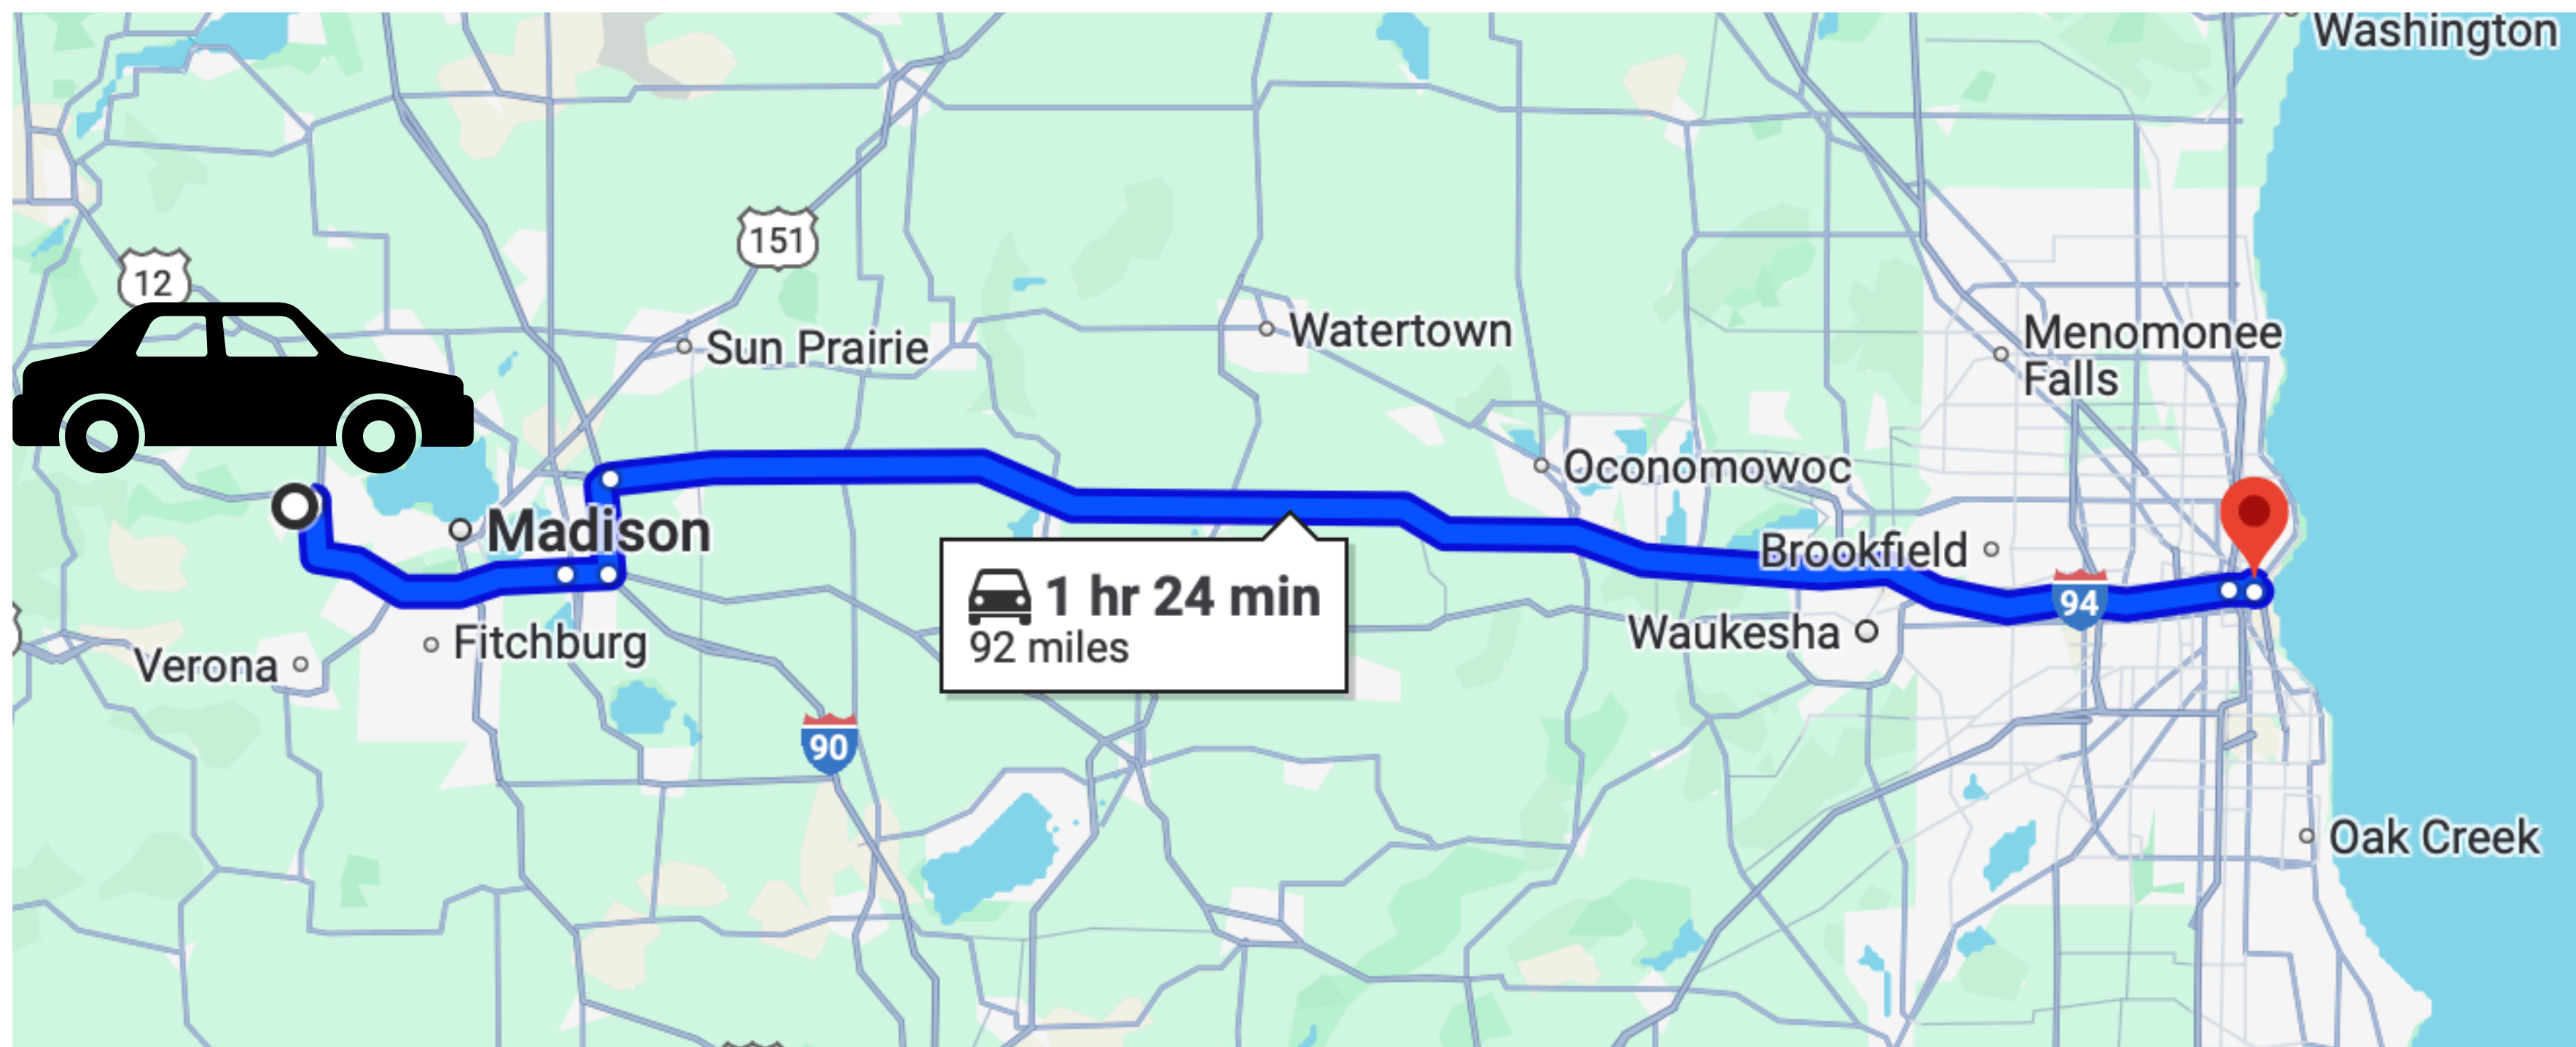 Washington
151
12
Sun Prairie
Watertown
Menomonee
Falls
Oconomowoc
Madison
Brookfield
1 hr 24 min
92 miles
94
Waukesha
Fitchburg
Verona
90
Oak Creek